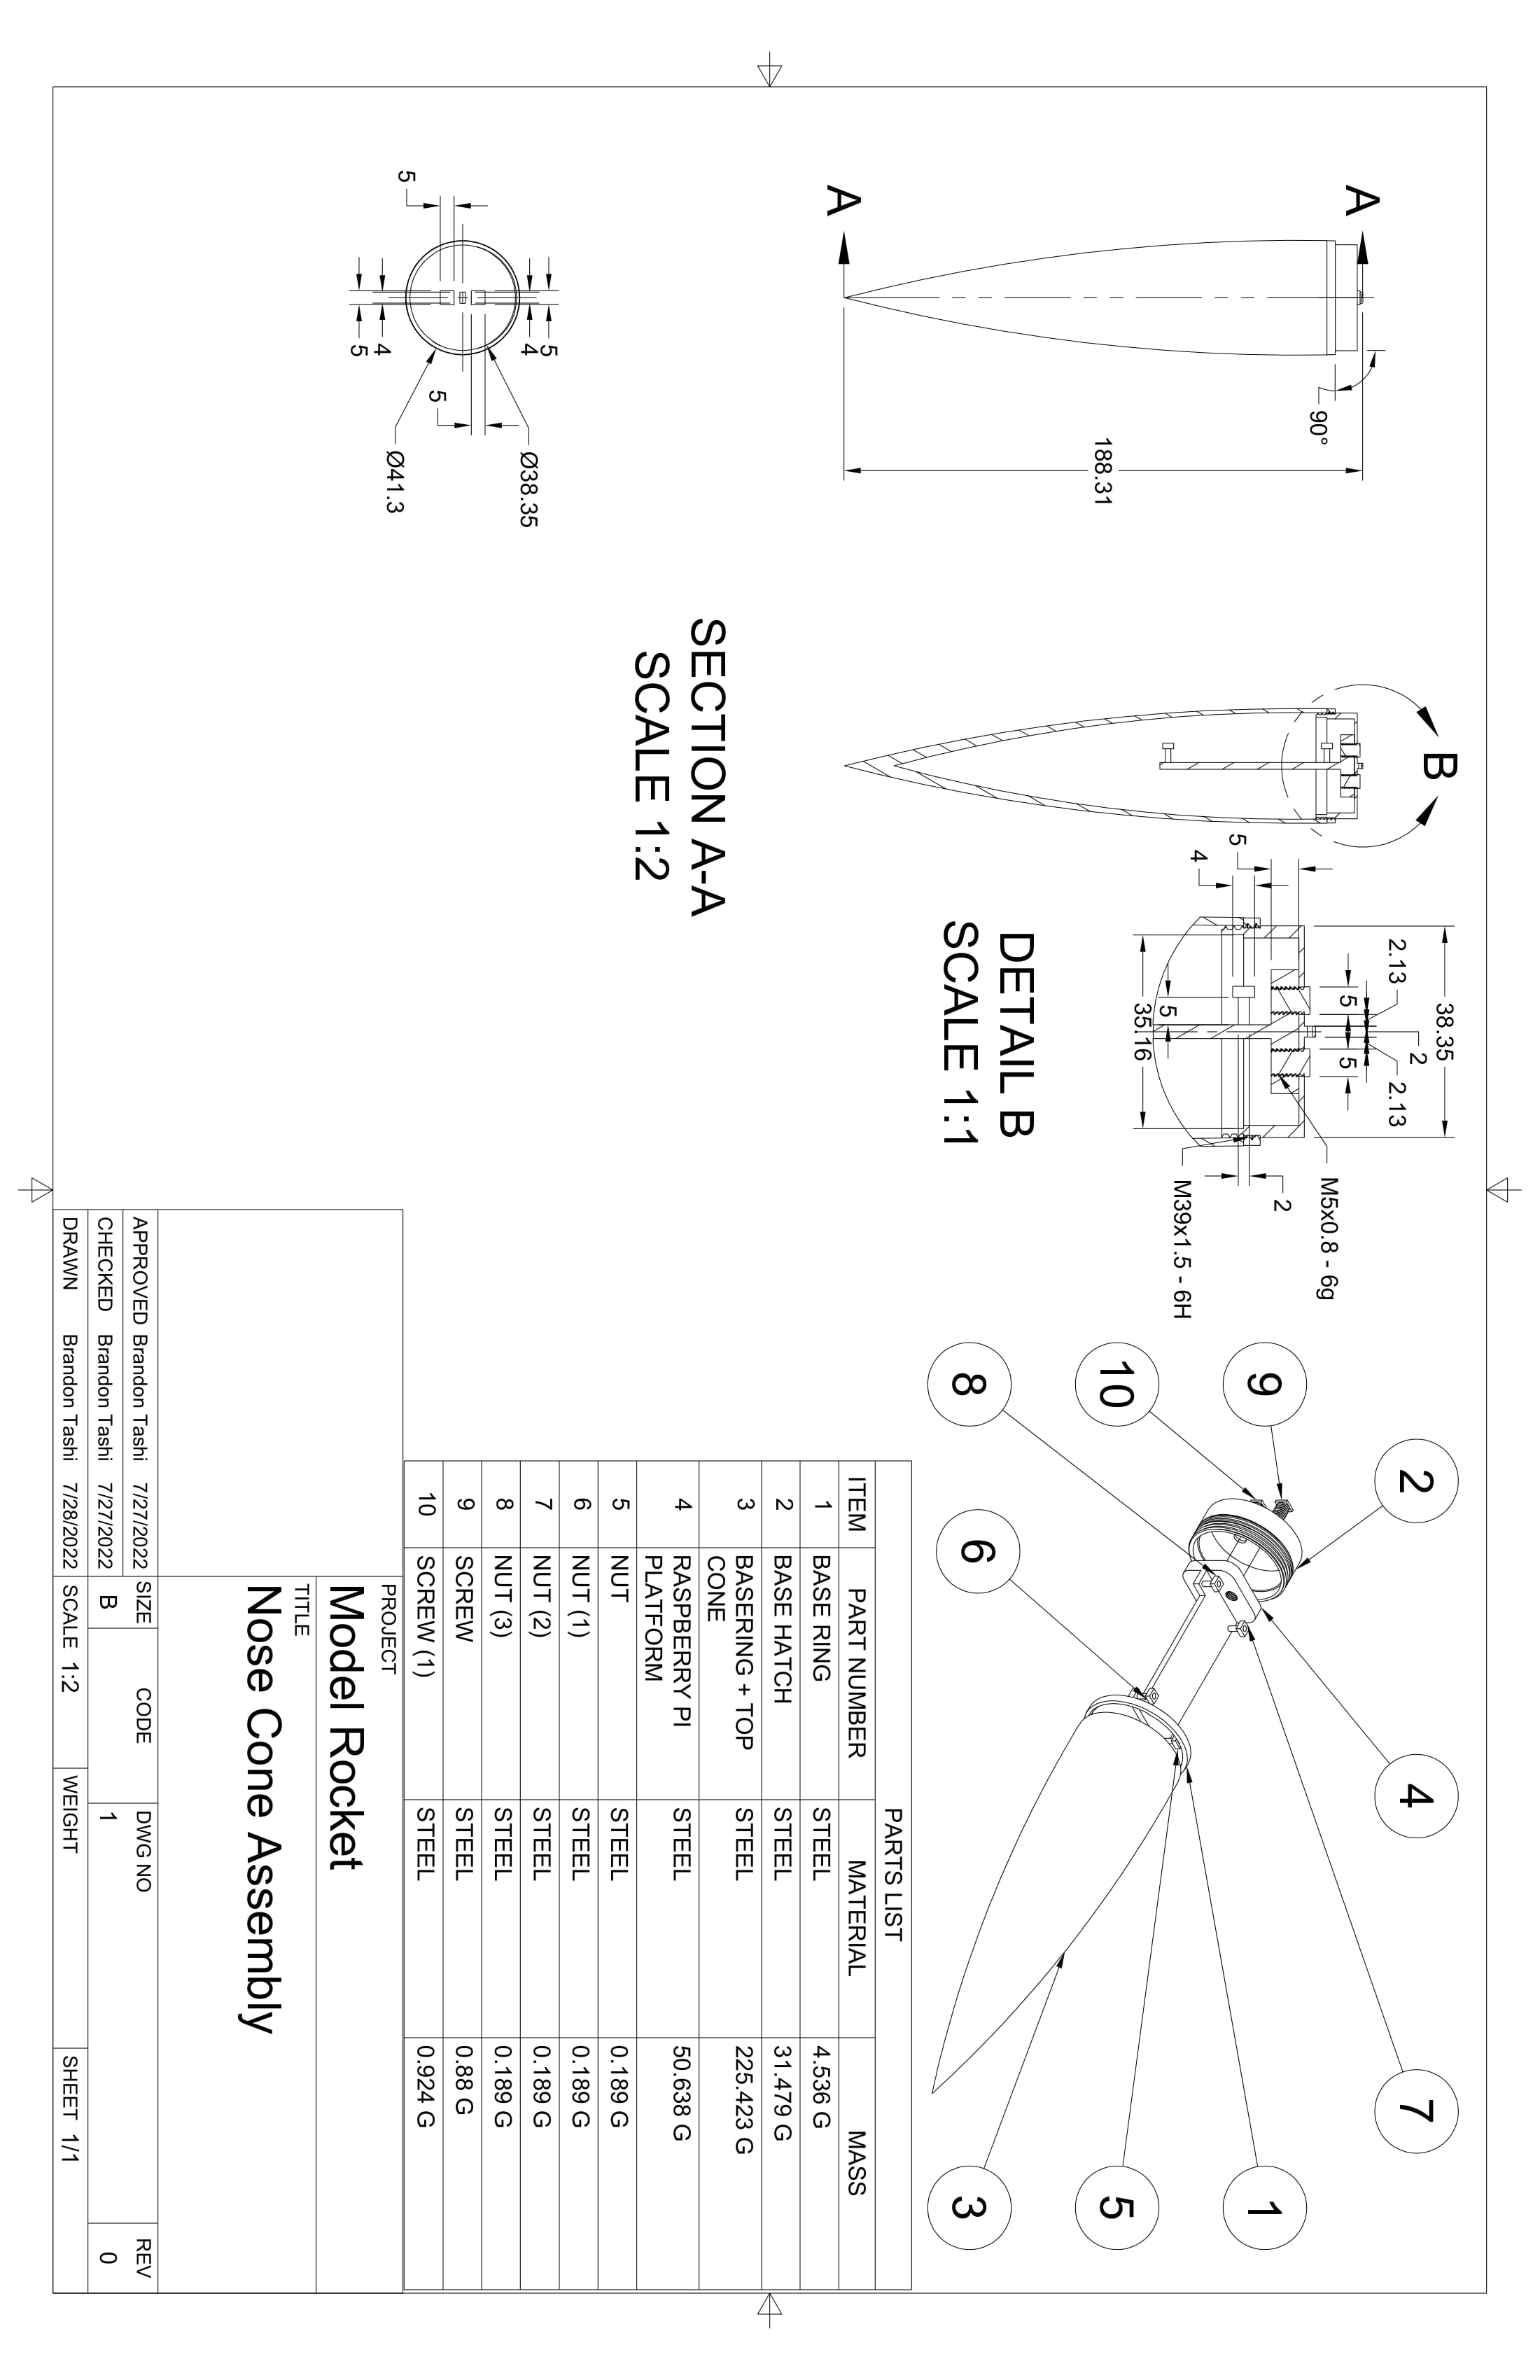 A
90°
188.31
A
B
38.35
2
2.13
2.13
5
5
M5x0.8 - 6g
2
5
4
M39x1.5 - 6H
5
35.16
DETAIL B
SCALE 1:1
SECTION A-A
SCALE 1:2
5
4
Ø38.35
5
5
Ø41.3
4
5
2
4
7
9
1
10
5
8
6
3
PARTS LIST
ITEM PART NUMBER MATERIAL MASS
1 BASE RING STEEL 4.536 G
2 BASE HATCH STEEL 31.479 G
3 BASERING + TOP STEEL 225.423 G
CONE
4 RASPBERRY PI STEEL 50.638 G
PLATFORM
5 NUT STEEL 0.189 G
6 NUT (1) STEEL 0.189 G
7 NUT (2) STEEL 0.189 G
8 NUT (3) STEEL 0.189 G
9 SCREW STEEL 0.88 G
10 SCREW (1) STEEL 0.924 G
PROJECT
Model Rocket
TITLE
Nose Cone Assembly
APPROVED Brandon Tashi 7/27/2022
CHECKED Brandon Tashi 7/27/2022
DRAWN Brandon Tashi 7/28/2022
SIZE CODE DWG NO REV
B 1 0
SCALE 1:2 WEIGHT SHEET 1/1